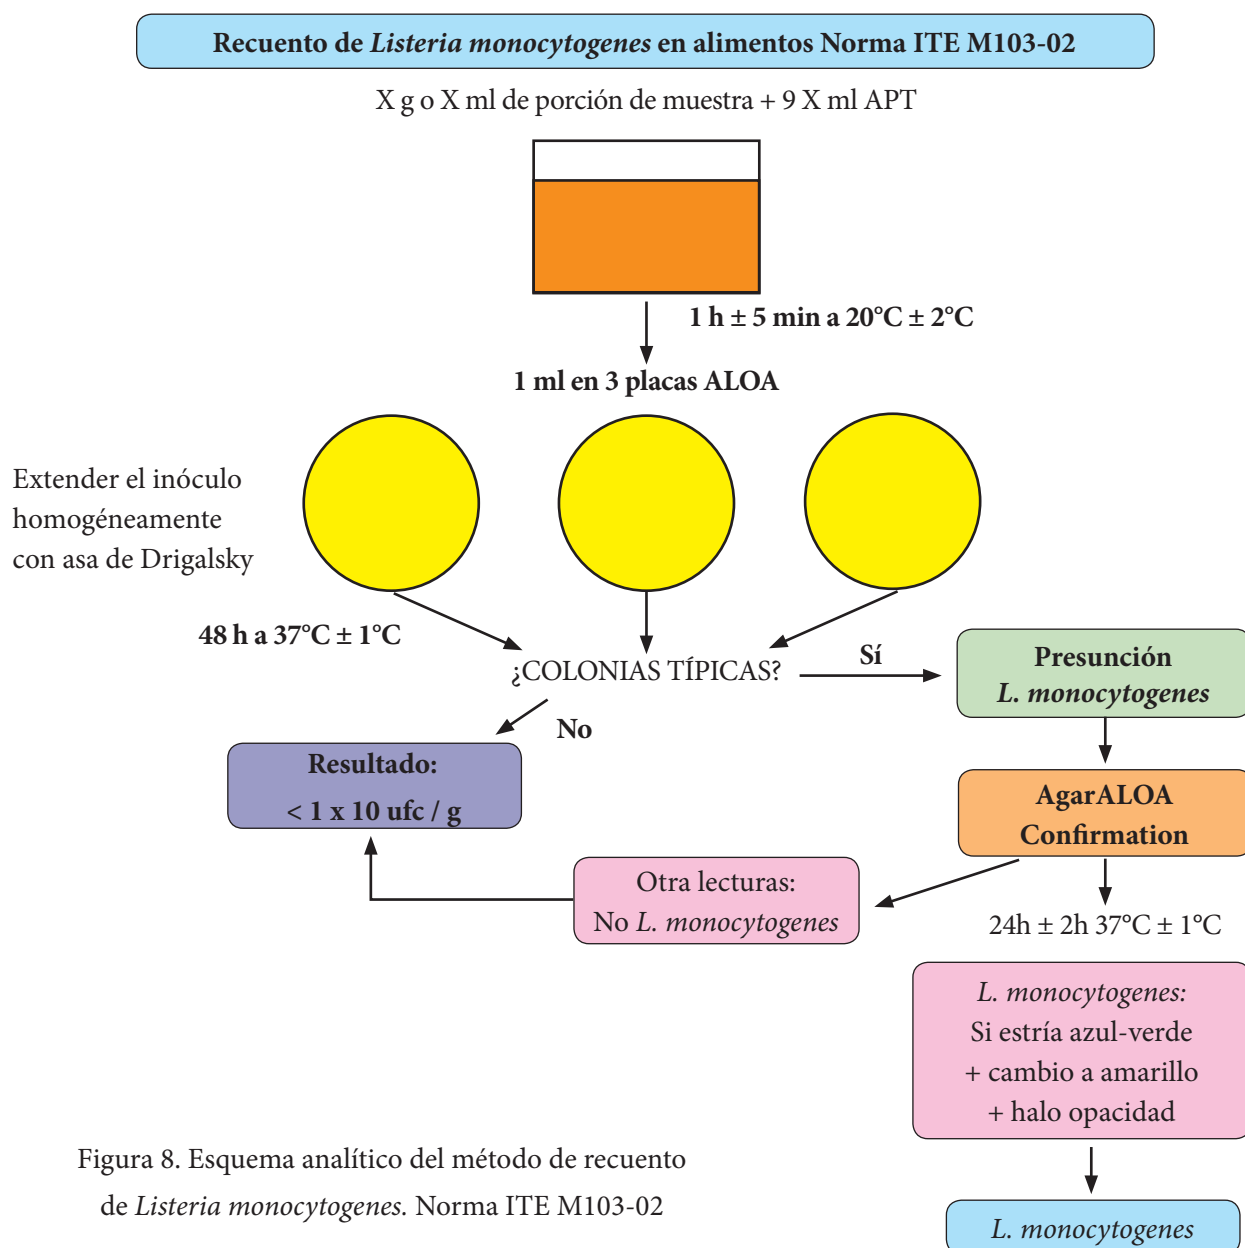 Recuento de Listeria monocytogenes en alimentos Norma ITE M103-02
X g o X ml de porción de muestra + 9 X ml APT
1 h ± 5 min a 20°C ± 2°C
1 ml en 3 placas ALOA
Extender el inóculo
homogéneamente
con asa de Drigalsky
48 h a 37°C ± 1°C
¿COLONIAS TÍPICAS?
Sí
Presunción
L. monocytogenes
No
Resultado:
< 1 x 10 ufc / g
AgarALOA
Confirmation
Otra lecturas:
No L. monocytogenes
24h ± 2h 37°C ± 1°C
L. monocytogenes:
Si estría azul-verde
+ cambio a amarillo
+ halo opacidad
L. monocytogenes
Figura 8. Esquema analítico del método de recuento
de Listeria monocytogenes. Norma ITE M103-02